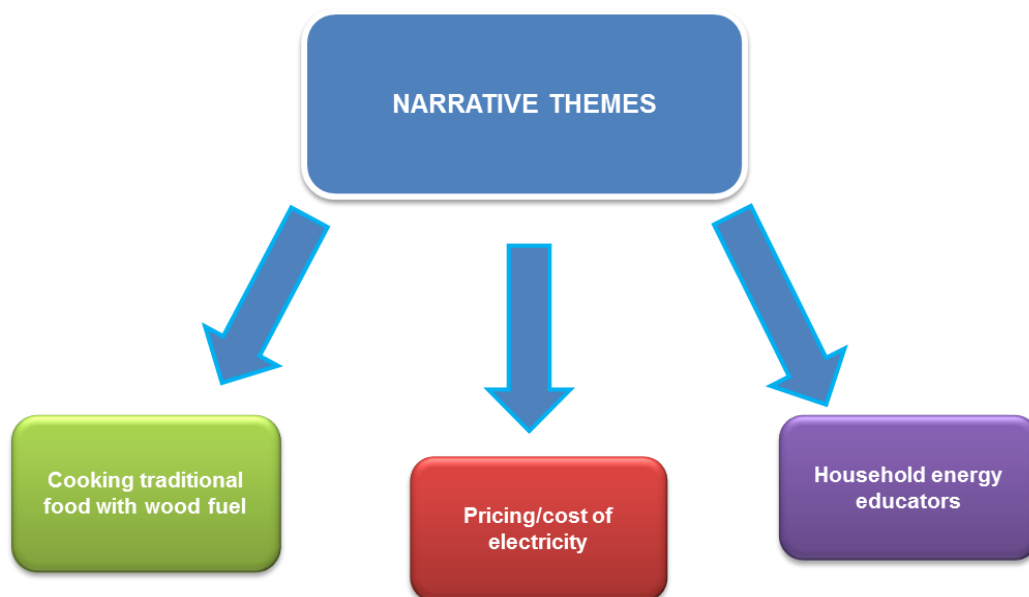 NARRATIVE THEMES
Cooking traditional
food with wood fuel
Pricing/cost of
electricity
Household energy
educators